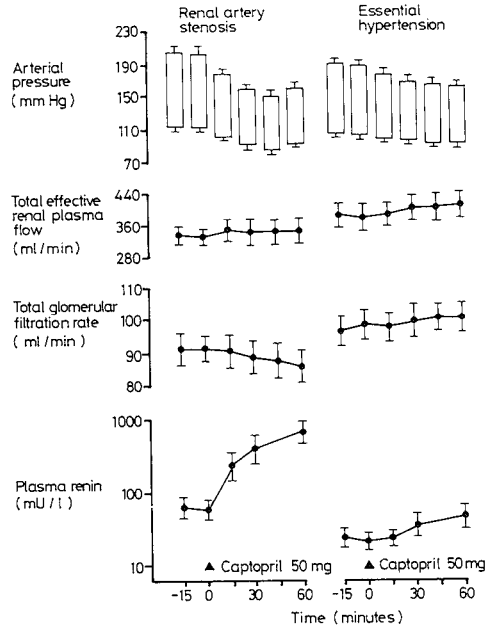 Renal artery
stenosis
Essential
hypertension
Arterial
pressure
(mm Hg)
230
190
150
110
70
Total effective
renal plasma
flow
(ml/min)
440
360
280
Total glomerular
filtration rate
(ml/min)
110
100
90
80
Plasma renin
(mU/l)
1000
100
10
▲ Captopril 50 mg
▲ Captopril 50 mg
-15 0 30 60
-15 0 30 60
Time (minutes)